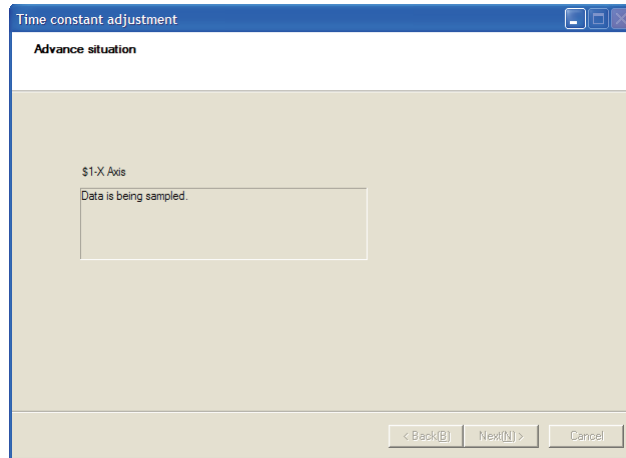 Time constant adjustment
Advance situation
$1-X Axis
Data is being sampled.
< Back(B) Next(N) > Cancel